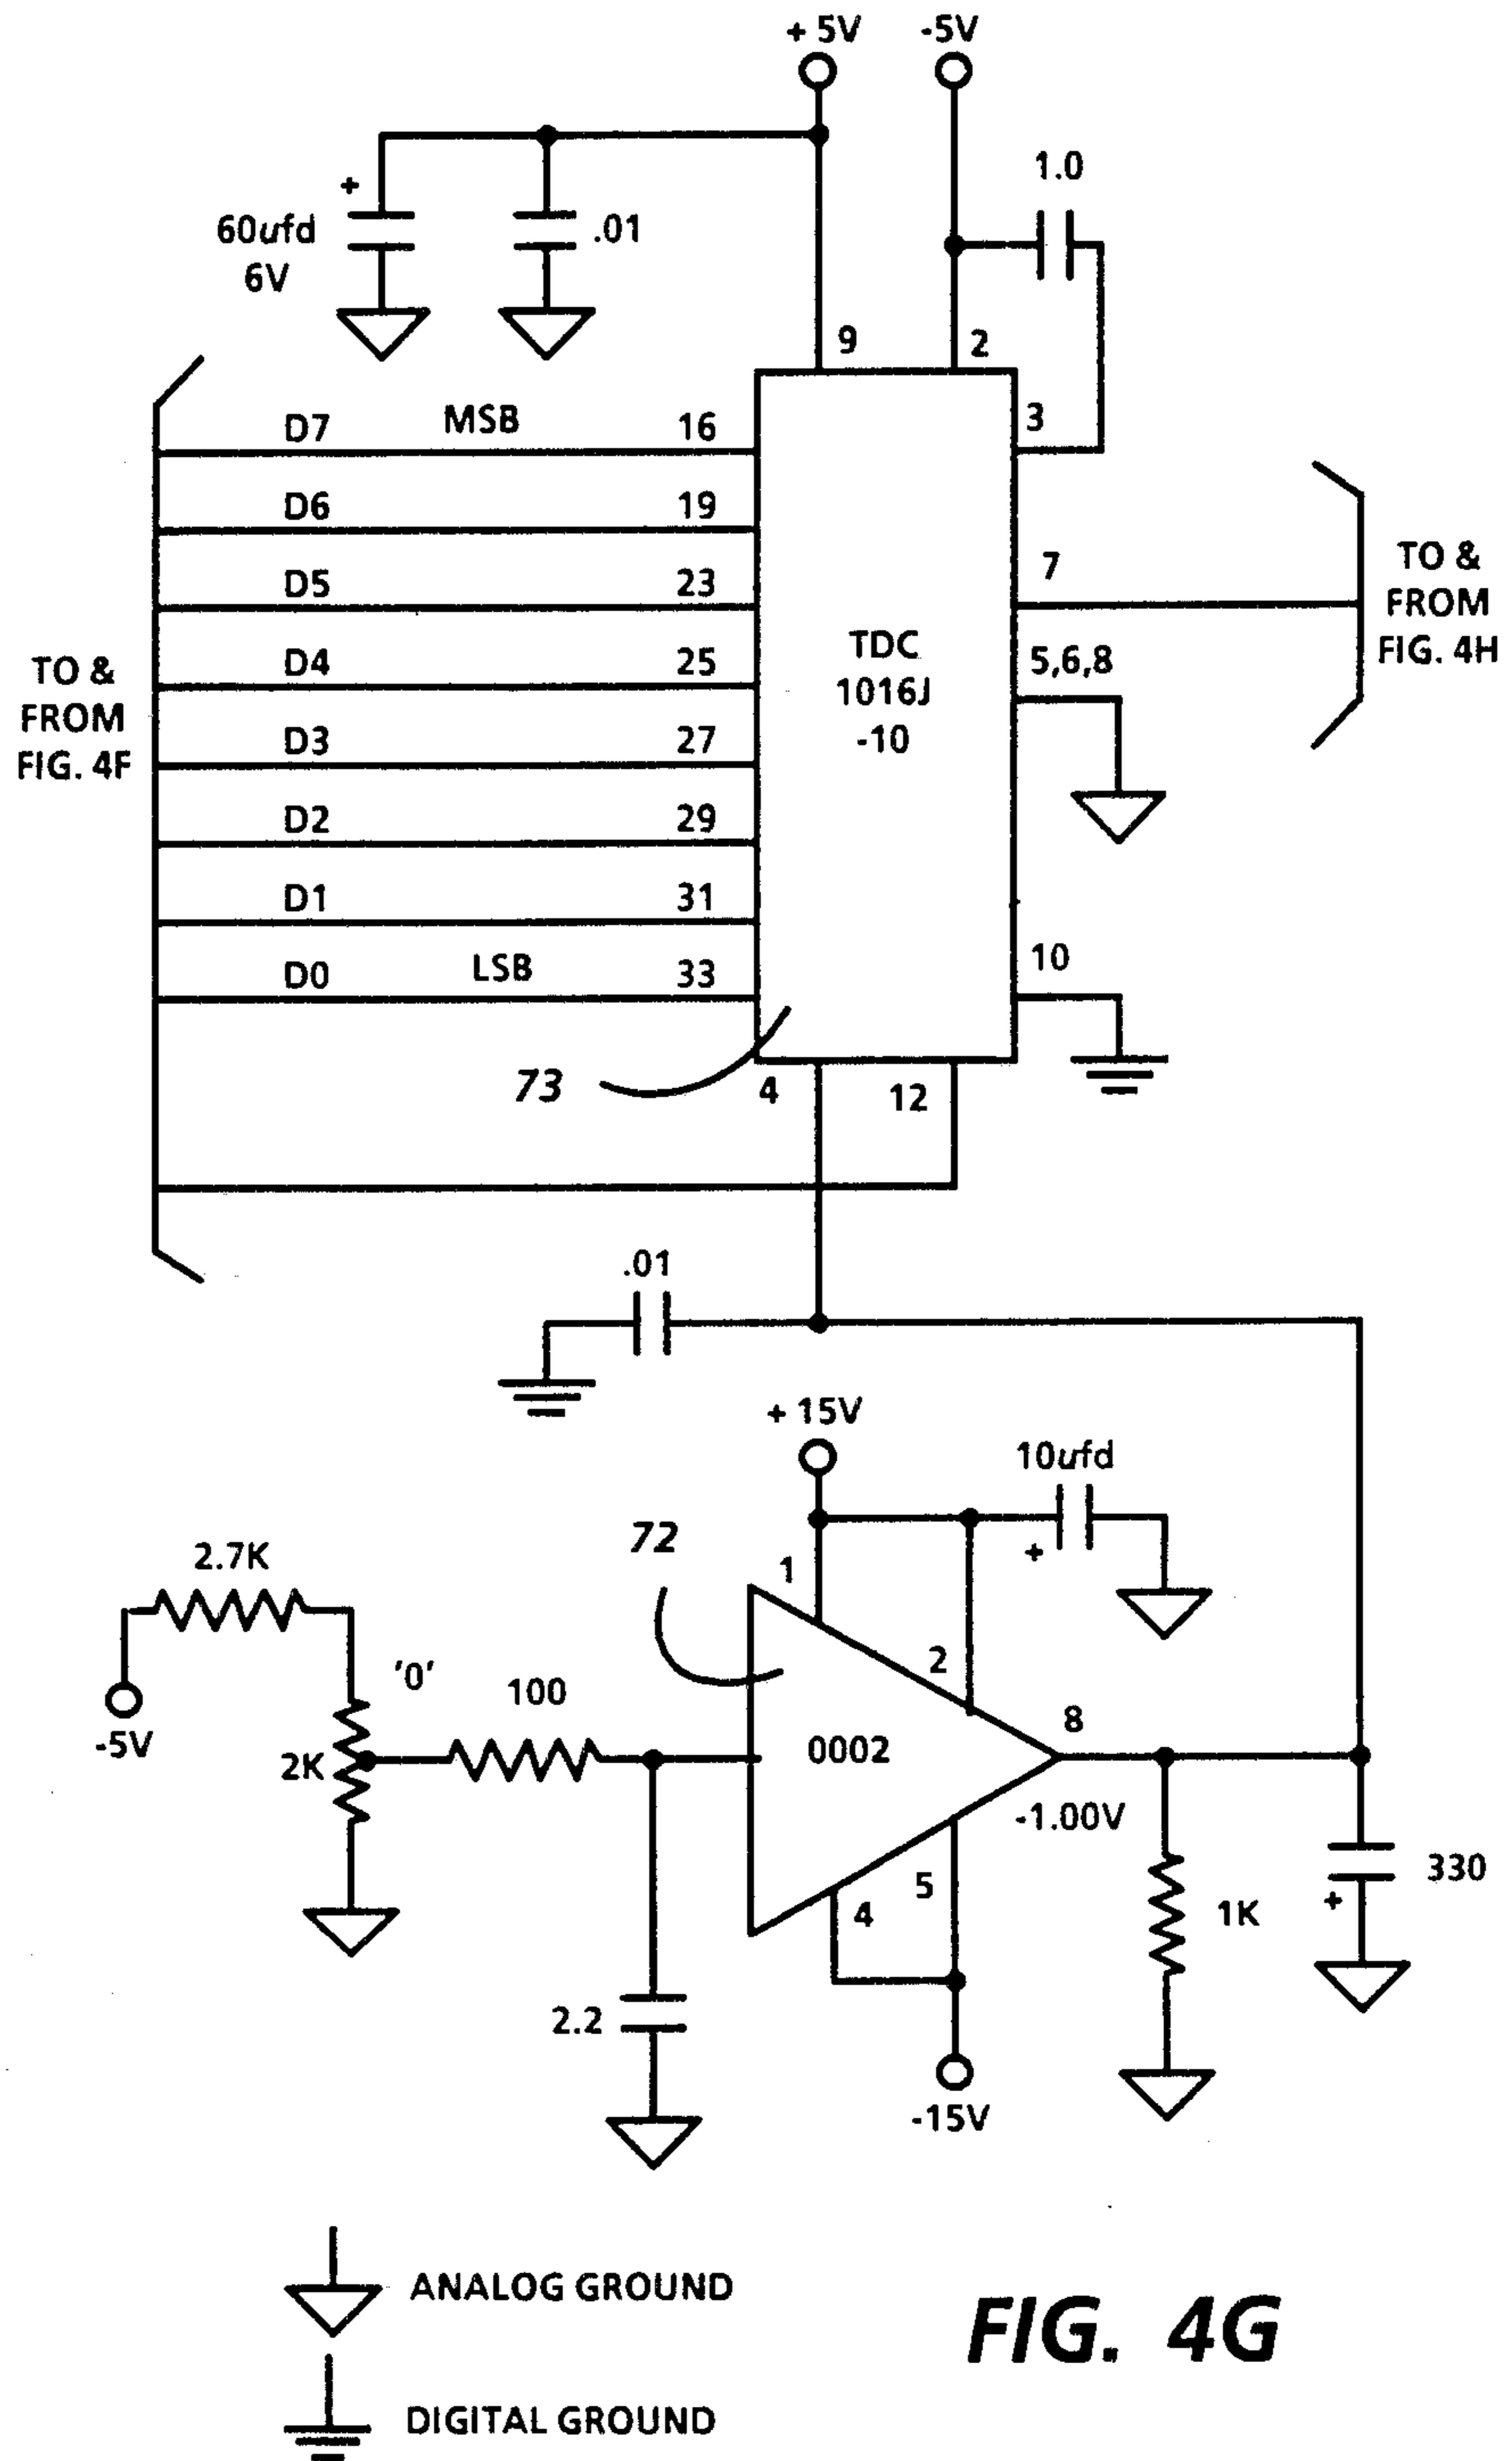 + 5V
-5V
1.0
+
60ufd
6V
.01
9
2
3
D7 MSB 16
D6 19
D5 23
D4 25
D3 27
D2 29
D1 31
D0 LSB 33
7
5,6,8
10
TDC
1016J
-10
TO &
FROM
FIG. 4F
TO &
FROM
FIG. 4H
73
4
12
.01
+ 15V
10ufd
+
72
1
2
2.7K
'0'
100
-5V
2K
0002
8
-1.00V
5
4
1K
330
+
2.2
-15V
ANALOG GROUND
DIGITAL GROUND
FIG. 4G